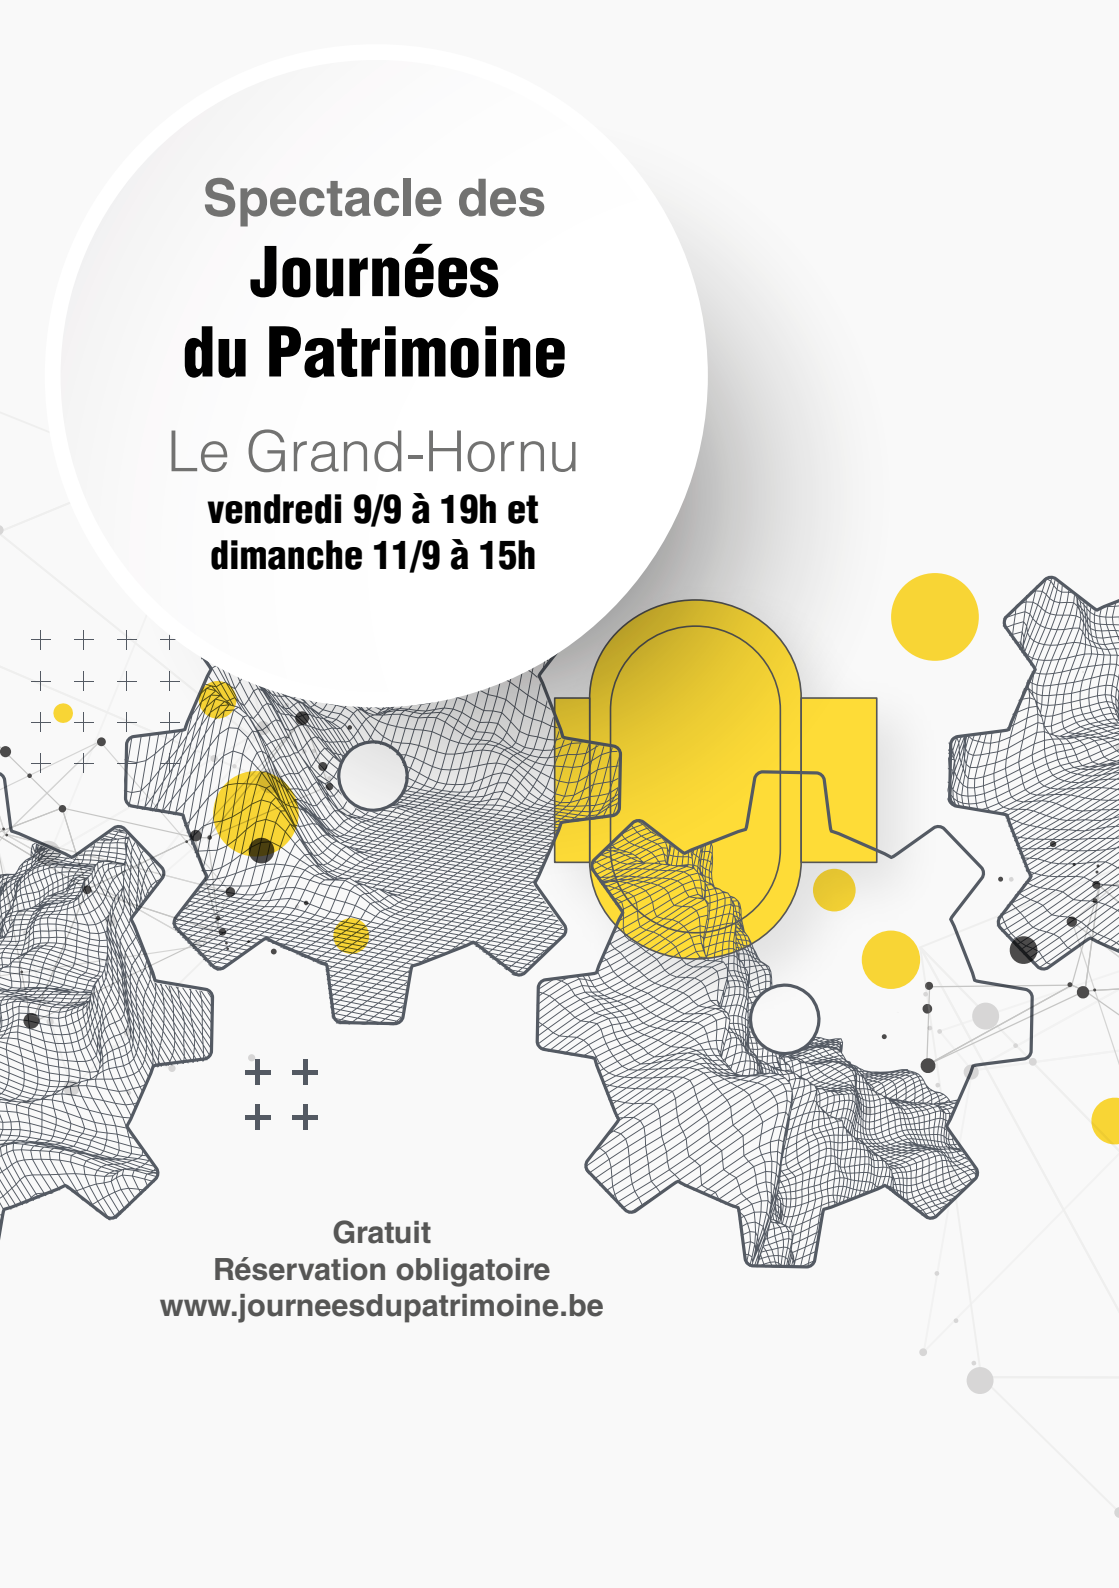 Spectacle des
Journées
du Patrimoine
Le Grand-Hornu
vendredi 9/9 à 19h et
dimanche 11/9 à 15h
Gratuit
Réservation obligatoire
www.journeesdupatrimoine.be